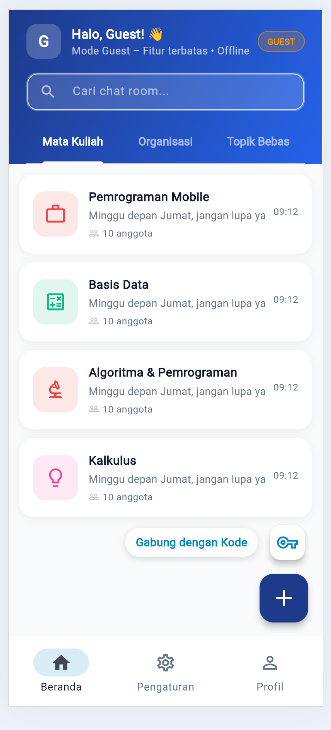 G
Halo, Guest! 👋
Mode Guest – Fitur terbatas • Offline
GUEST
Cari chat room...
Mata Kuliah
Organisasi
Topik Bebas
Pemrograman Mobile
Minggu depan Jumat, jangan lupa ya
09:12
10 anggota
Basis Data
Minggu depan Jumat, jangan lupa ya
09:12
10 anggota
Algoritma & Pemrograman
Minggu depan Jumat, jangan lupa ya
09:12
10 anggota
Kalkulus
Minggu depan Jumat, jangan lupa ya
09:12
10 anggota
Gabung dengan Kode
Beranda
Pengaturan
Profil